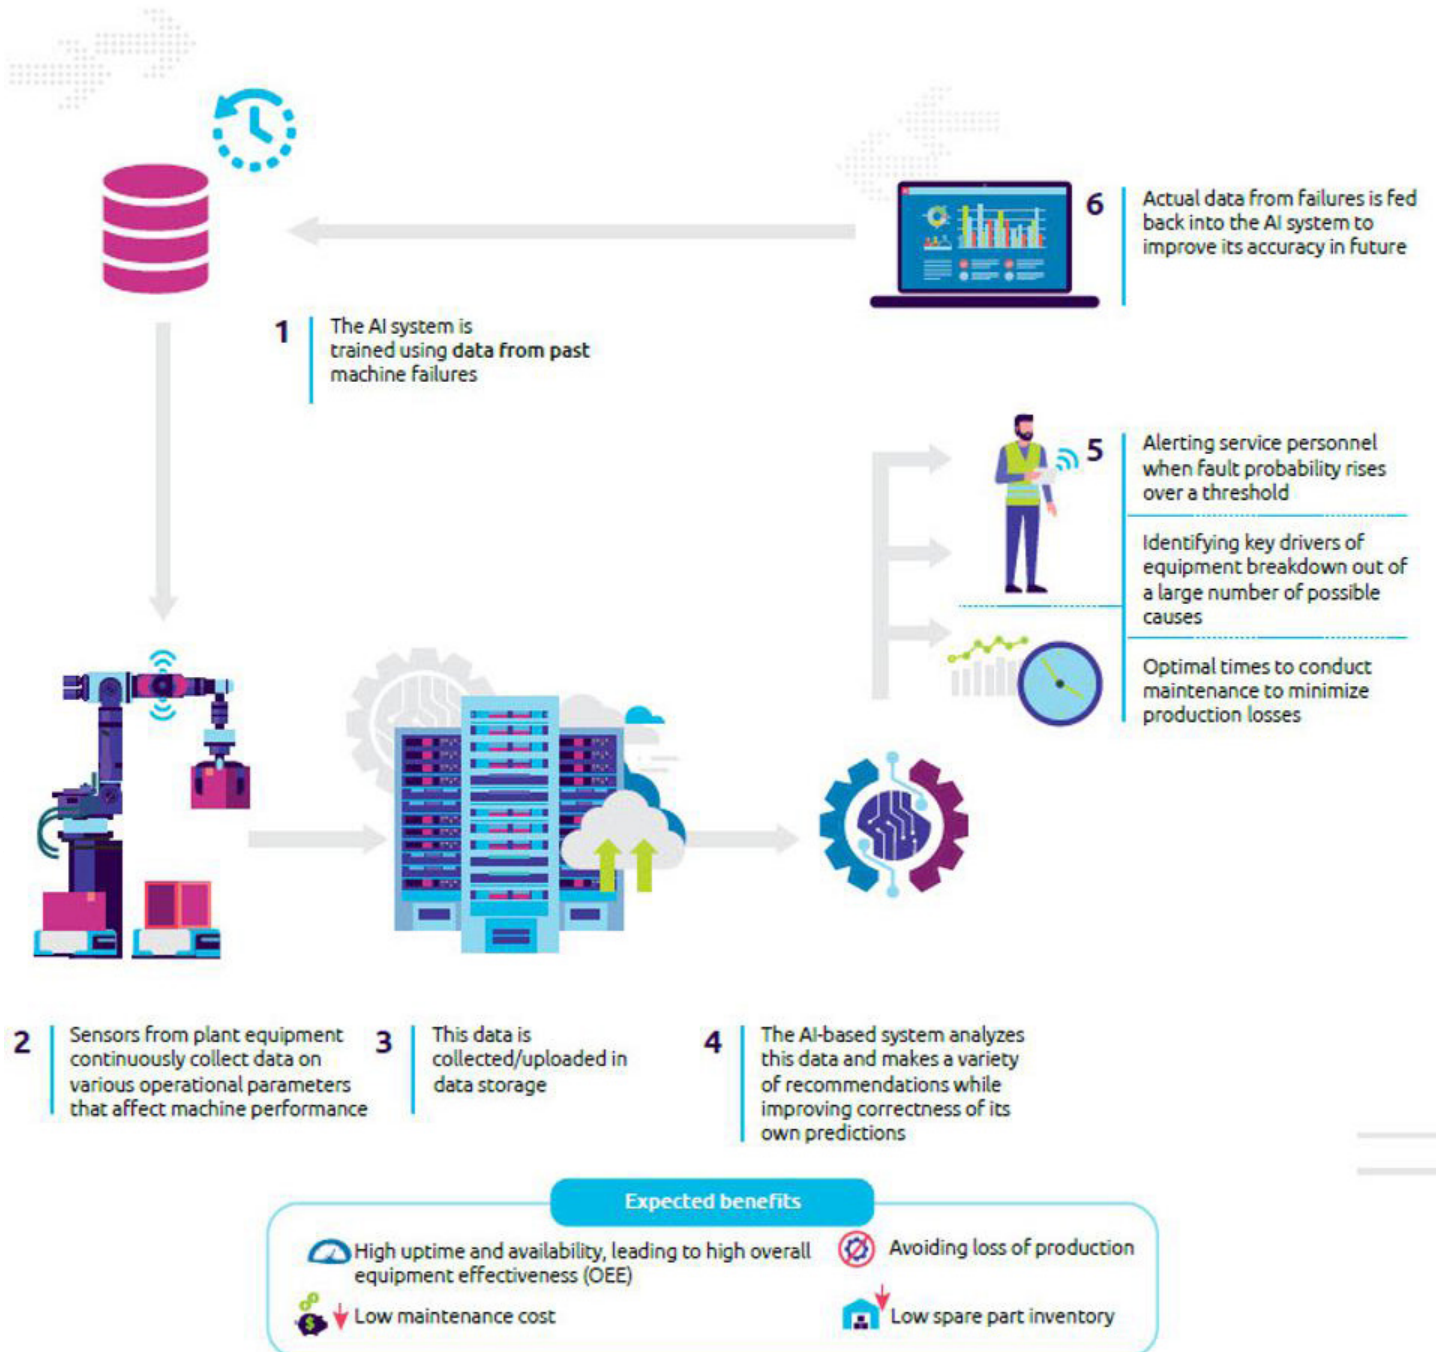 1
The AI system is
trained using data from past
machine failures
2
Sensors from plant equipment
continuously collect data on
various operational parameters
that affect machine performance
3
This data is
collected/uploaded in
data storage
4
The AI-based system analyzes
this data and makes a variety
of recommendations while
improving correctness of its
own predictions
5
Alerting service personnel
when fault probability rises
over a threshold
Identifying key drivers of
equipment breakdown out of
a large number of possible
causes
Optimal times to conduct
maintenance to minimize
production losses
6
Actual data from failures is fed
back into the AI system to
improve its accuracy in future
Expected benefits
High uptime and availability, leading to high overall
equipment effectiveness (OEE)
Low maintenance cost
Avoiding loss of production
Low spare part inventory